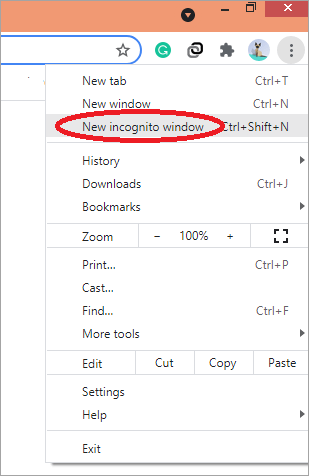 New tab Ctrl+T
New window Ctrl+N
New incognito window Ctrl+Shift+N
History
Downloads Ctrl+J
Bookmarks
Zoom − 100% +
Print... Ctrl+P
Cast...
Find... Ctrl+F
More tools
Edit Cut Copy Paste
Settings
Help
Exit